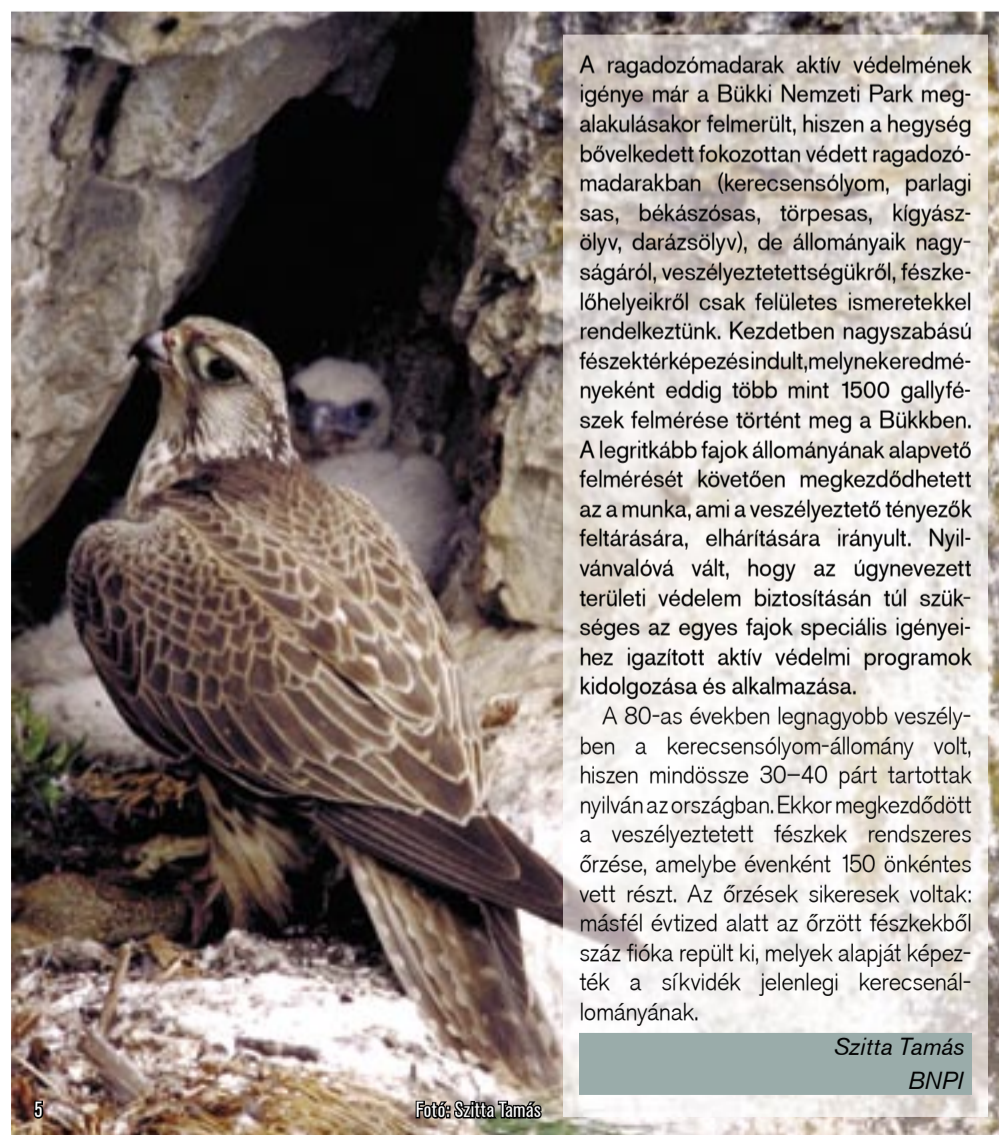 A ragadozómadarak aktív védelmének
igénye már a Bükki Nemzeti Park meg-
alakulásakor felmerült, hiszen a hegység
bővelkedett fokozottan védett ragadozó-
madarakban (kerecsensólyom, parlagi
sas, békászósas, törpesas, kígyász-
ölyv, darázsölyv), de állományaik nagy-
ságáról, veszélyeztetettségükről, fészke-
lőhelyeikről csak felületes ismeretekkel
rendelkeztünk. Kezdetben nagyszabású
fészektérképezésindult,melynekeredmé-
nyeként eddig több mint 1500 gallyfé-
szek felmérése történt meg a Bükkben.
A legritkább fajok állományának alapvető
felmérését követően megkezdődhetett
az a munka, ami a veszélyeztető tényezők
feltárására, elhárítására irányult. Nyil-
vánvalóvá vált, hogy az úgynevezett
területi védelem biztosításán túl szük-
séges az egyes fajok speciális igényei-
hez igazított aktív védelmi programok
kidolgozása és alkalmazása.
A 80-as években legnagyobb veszély-
ben a kerecsensólyom-állomány volt,
hiszen mindössze 30–40 párt tartottak
nyilván az országban. Ekkor megkezdődött
a veszélyeztetett fészkek rendszeres
őrzése, amelybe évenként 150 önkéntes
vett részt. Az őrzések sikeresek voltak:
másfél évtized alatt az őrzött fészkekből
száz fióka repült ki, melyek alapját képez-
ték a síkvidék jelenlegi kerecsenál-
lományának.
Szitta Tamás
BNPI
5
Fotó: Szitta Tamás